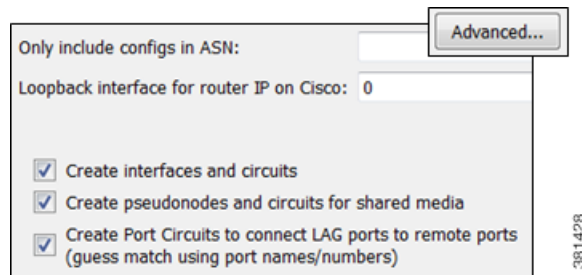 Advanced...
Only include configs in ASN:
Loopback interface for router IP on Cisco: 0
Create interfaces and circuits
Create pseudonodes and circuits for shared media
Create Port Circuits to connect LAG ports to remote ports
(guess match using port names/numbers)
381428